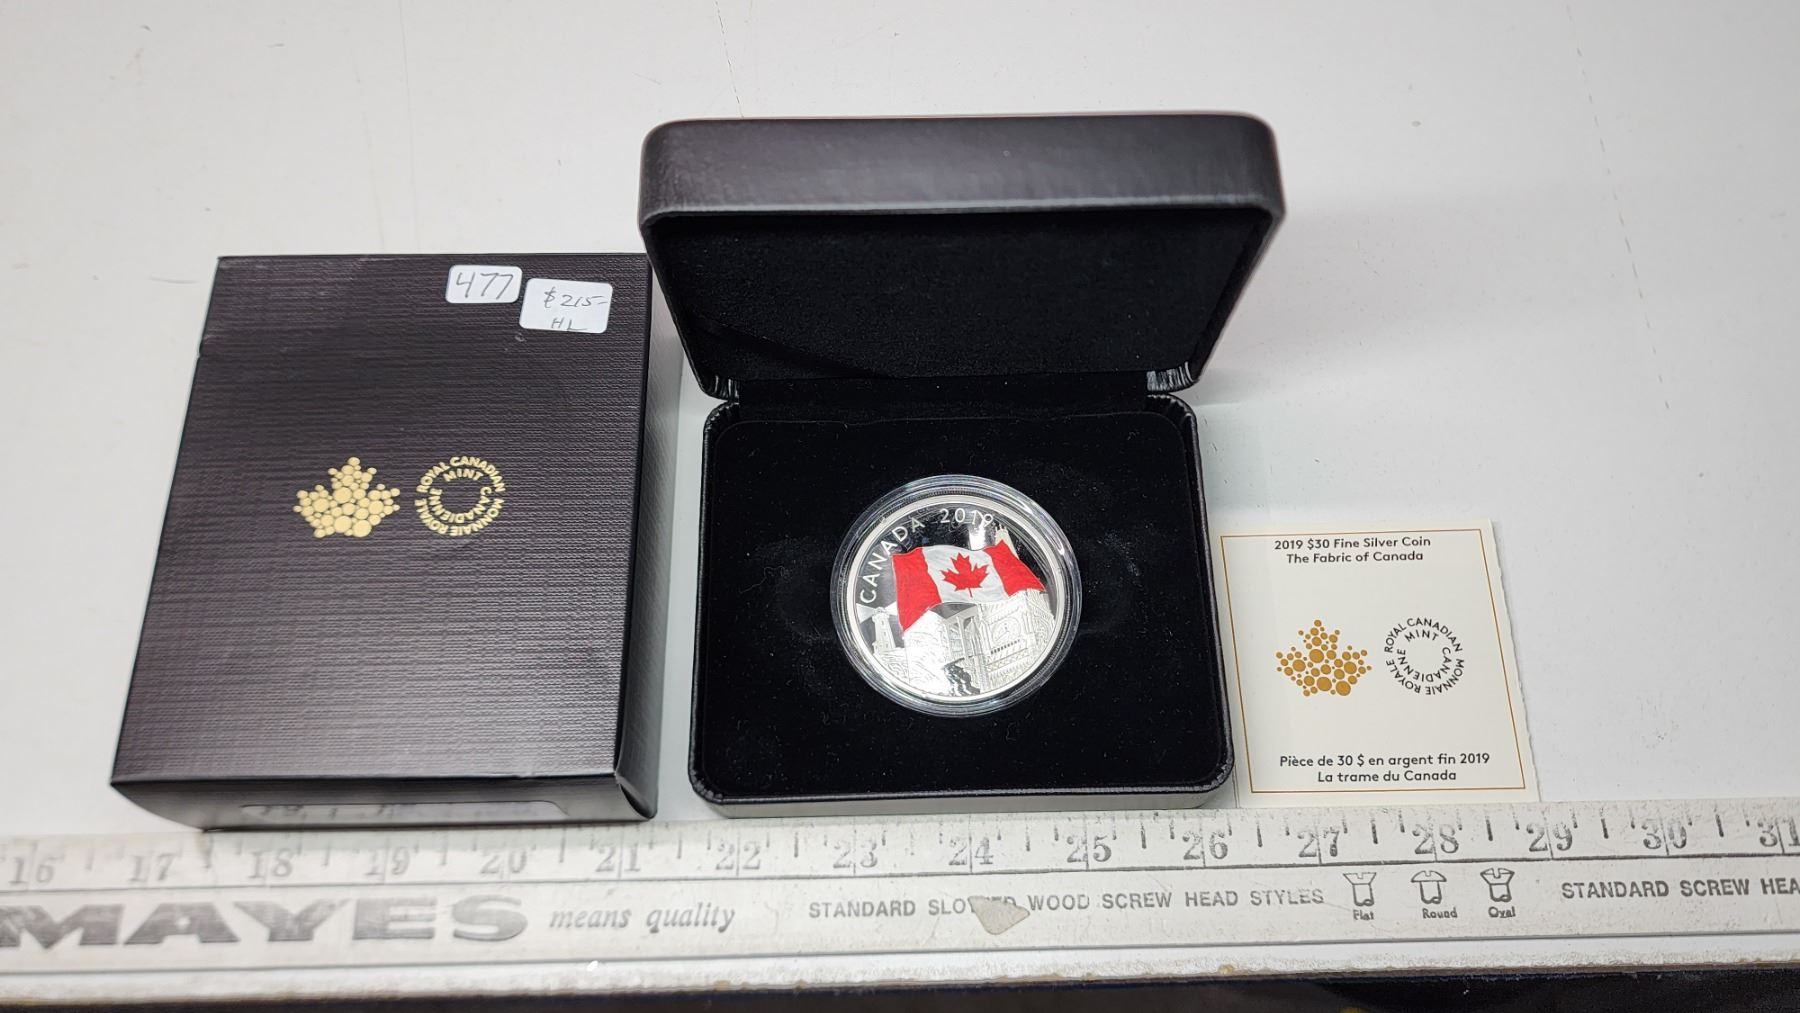 477
$215-
HL
ROYAL CANADIAN MINT
MONNAIE ROYALE CANADIENNE
CANADA 2019
2019 $30 Fine Silver Coin
The Fabric of Canada
ROYAL CANADIAN MINT
MONNAIE ROYALE CANADIENNE
Pièce de 30 $ en argent fin 2019
La trame du Canada
16 17 18 19 20 21 22 23 24 25 26 27 28 29 30 31
MAYES means quality STANDARD WOOD SCREW HEAD STYLES STANDARD SCREW HEA
Flat Round Oval